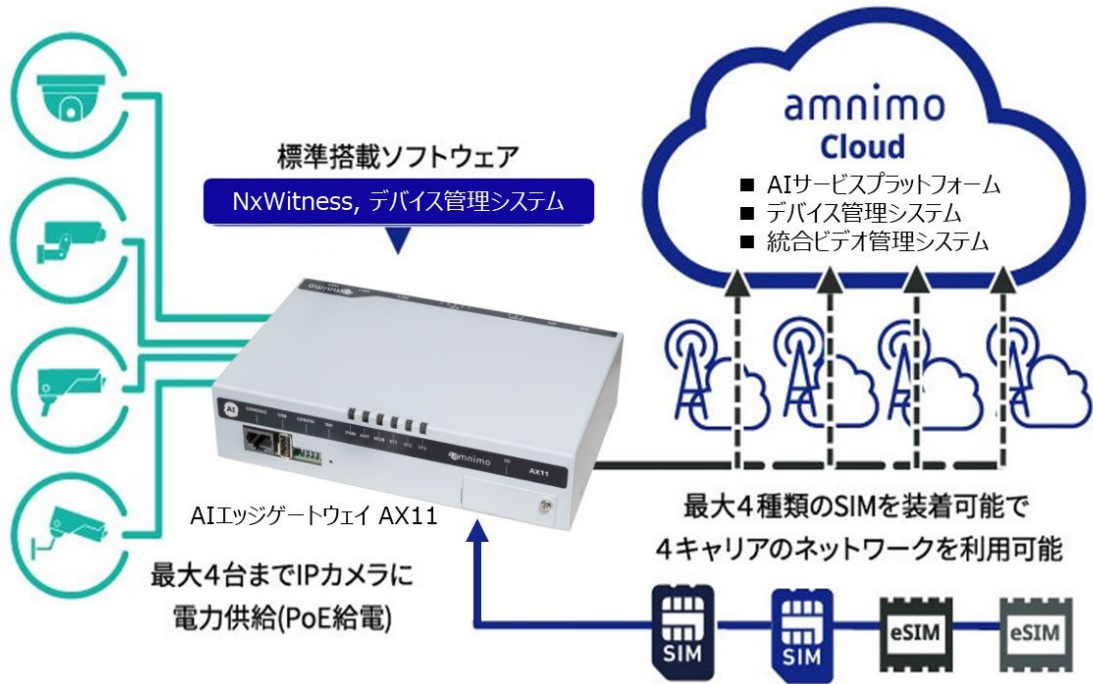 標準搭載ソフトウェア
NxWitness, デバイス管理システム
amnimo
Cloud
■ AIサービスプラットフォーム
■ デバイス管理システム
■ 統合ビデオ管理システム
amnimo
AI
CONSOLE
USB
CONFIG
SIM
amnimo
AX11
AIエッジゲートウェイ AX11
最大4台までIPカメラに
電力供給(PoE給電)
最大4種類のSIMを装着可能で
4キャリアのネットワークを利用可能
SIM
SIM
eSIM
eSIM